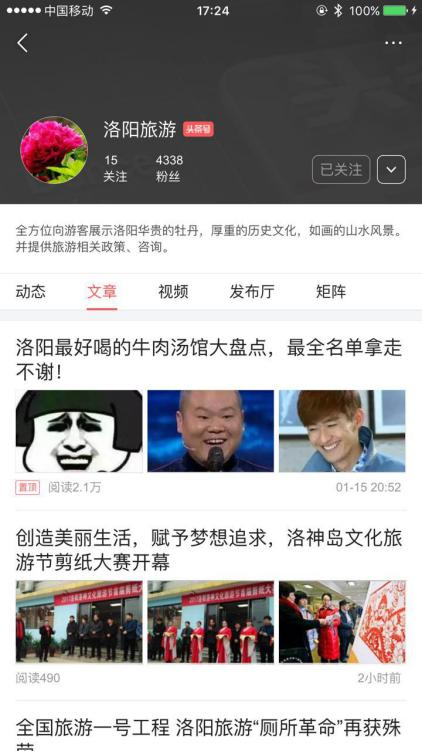 中国移动 17:24 100%
洛阳旅游 头条号
15 4338
关注 粉丝
已关注
全方位向游客展示洛阳华贵的牡丹，厚重的历史文化，如画的山水风景。
并提供旅游相关政策、咨询。
动态 文章 视频 发布厅 矩阵
洛阳最好喝的牛肉汤馆大盘点，最全名单拿走
不谢！
置顶 阅读2.1万 01-15 20:52
创造美丽生活，赋予梦想追求，洛神岛文化旅
游节剪纸大赛开幕
阅读490 2小时前
全国旅游一号工程 洛阳旅游“厕所革命”再获殊
荣